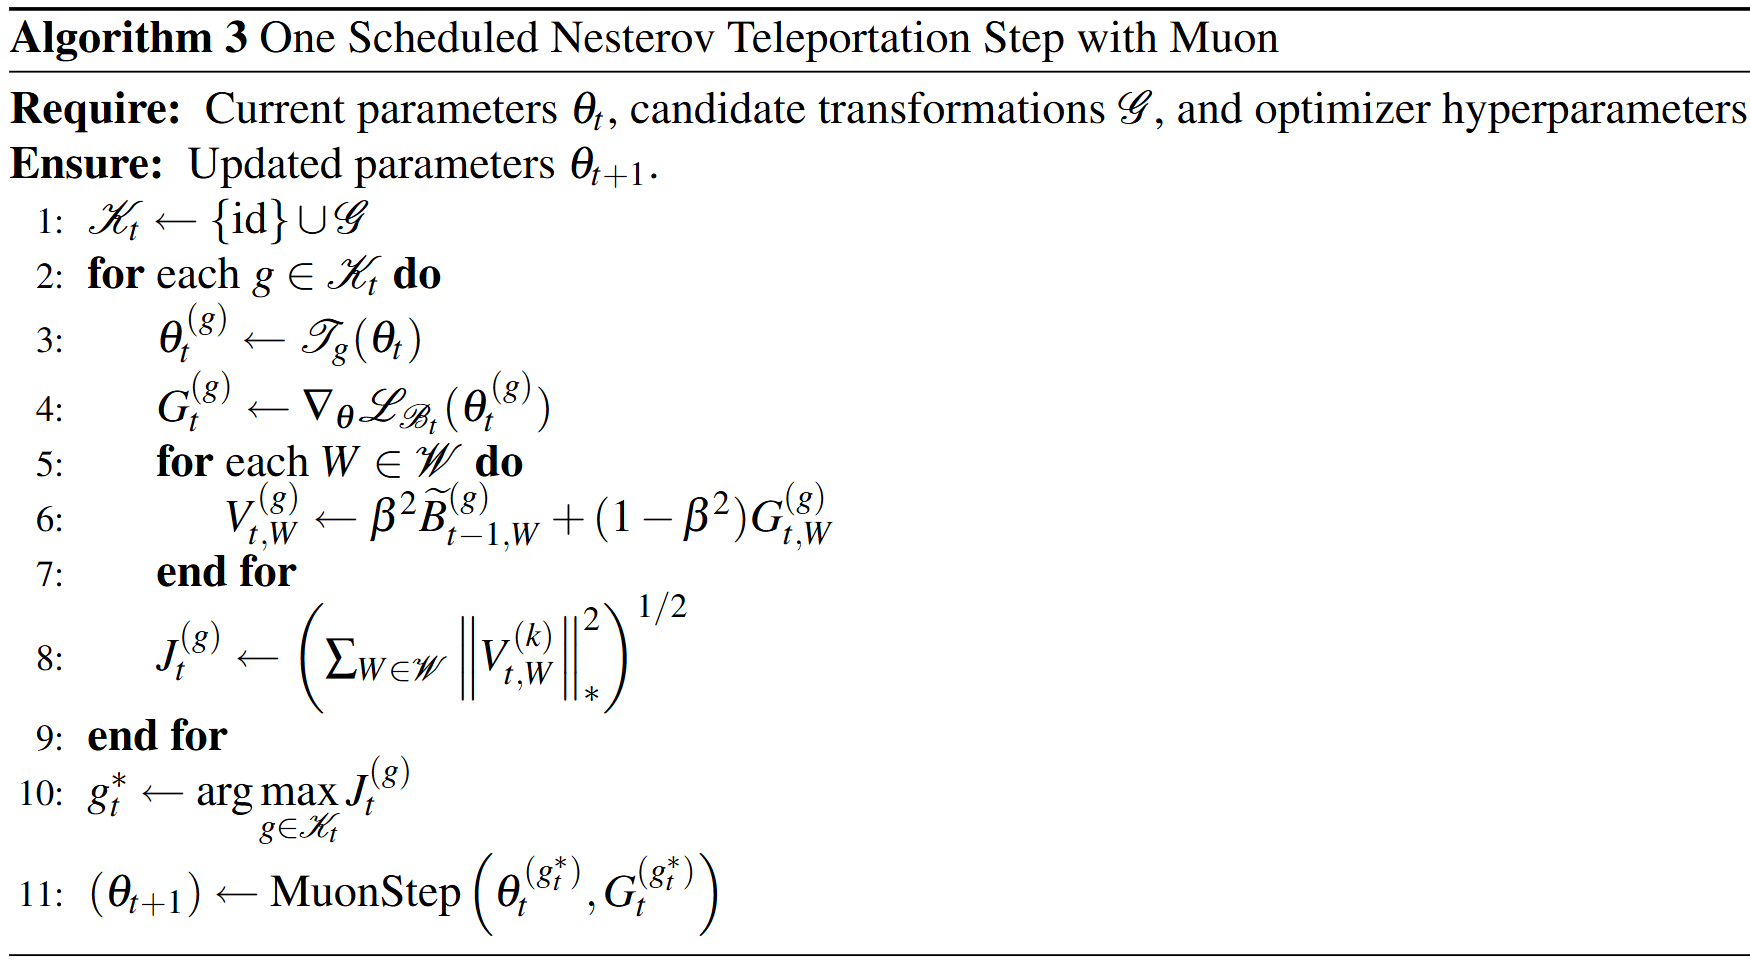 Algorithm 3 One Scheduled Nesterov Teleportation Step with Muon
Require: Current parameters θ_t, candidate transformations 𝒢, and optimizer hyperparameters
Ensure: Updated parameters θ_{t+1}.
1: 𝒦_t ← {id} ∪ 𝒢
2: for each g ∈ 𝒦_t do
3: θ_t^{(g)} ← 𝒯_g(θ_t)
4: G_t^{(g)} ← ∇_θ ℒ_{ℬ_t}(θ_t^{(g)})
5: for each W ∈ 𝒲 do
6: V_{t,W}^{(g)} ← β² B̃_{t−1,W}^{(g)} + (1 − β²)G_{t,W}^{(g)}
7: end for
8: J_t^{(g)} ← (∑_{W∈𝒲} ‖V_{t,W}^{(k)}‖_*^2)^{1/2}
9: end for
10: g_t^* ← arg max_{g∈𝒦_t} J_t^{(g)}
11: (θ_{t+1}) ← MuonStep(θ_t^{(g_t^*)}, G_t^{(g_t^*)})